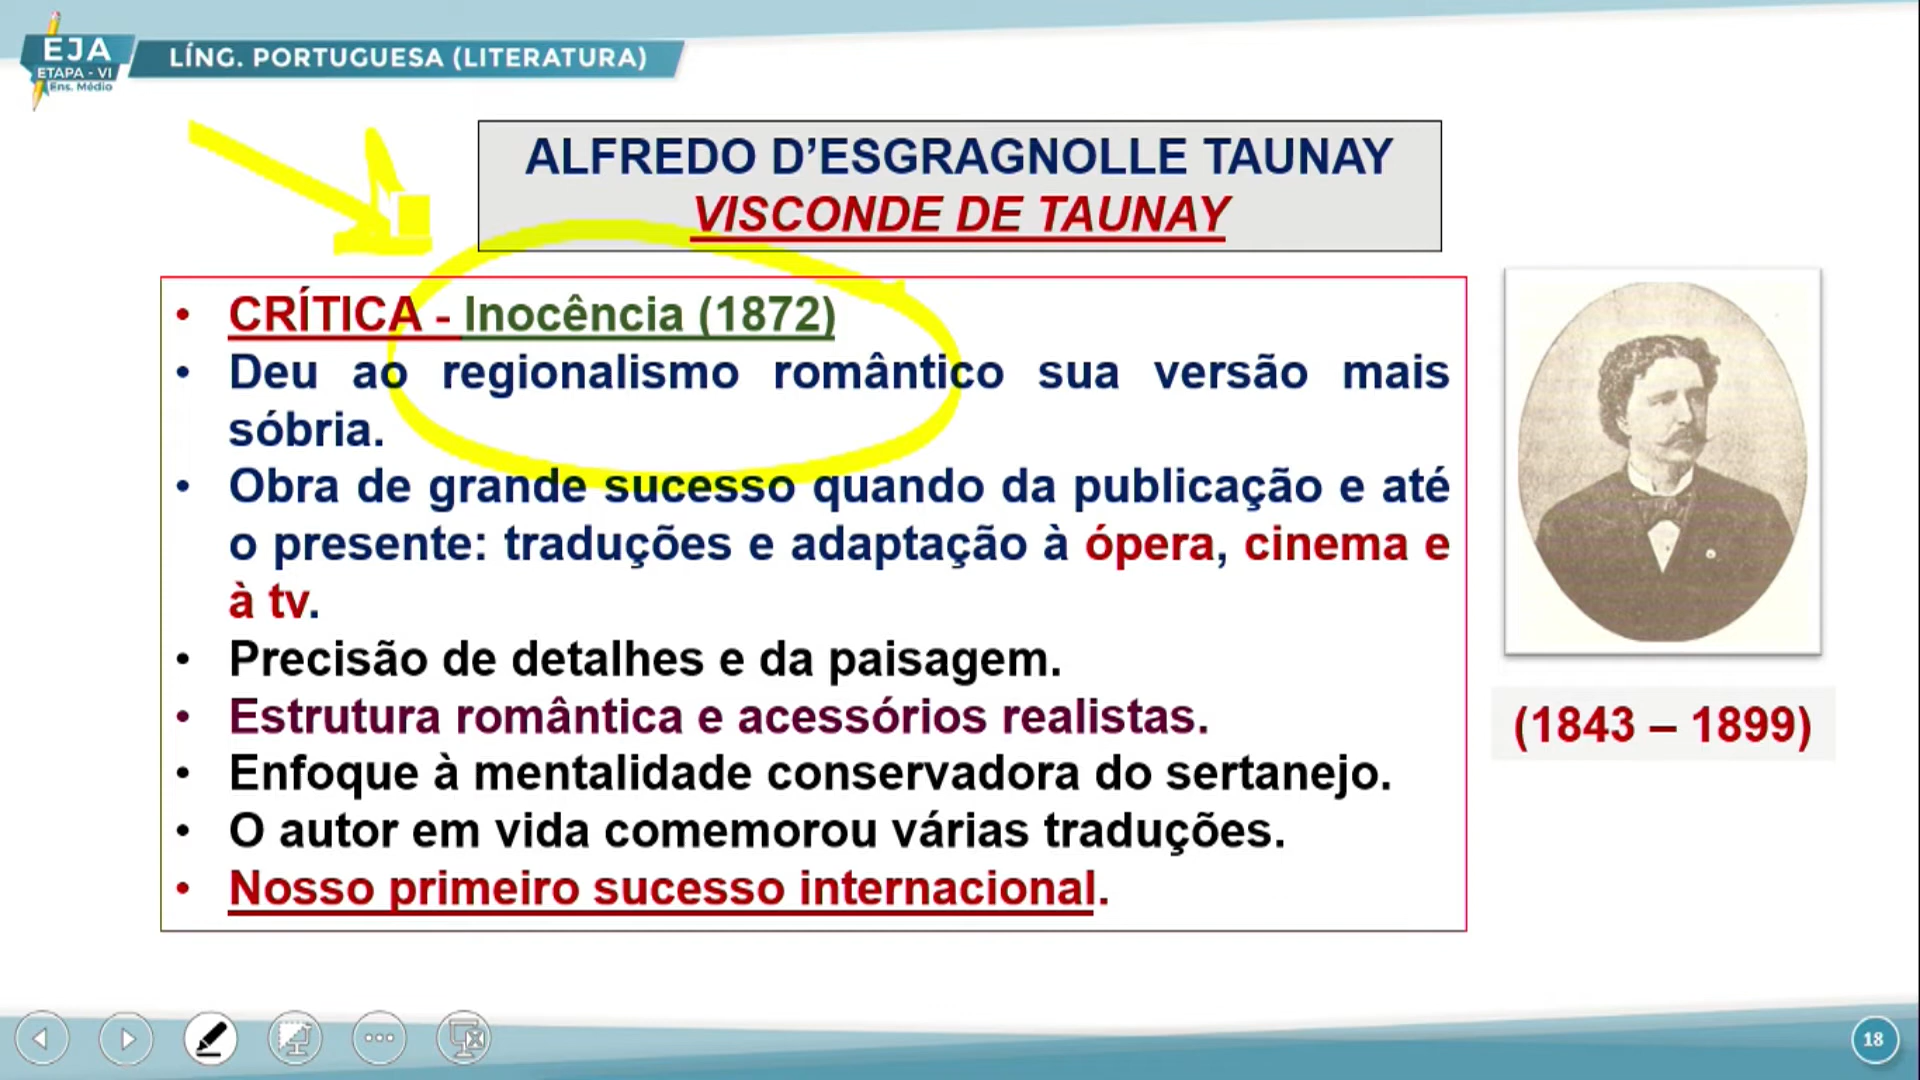 EJA
ETAPA - VI
Ens. Médio
LÍNG. PORTUGUESA (LITERATURA)
ALFREDO D’ESGRAGNOLLE TAUNAY
VISCONDE DE TAUNAY
• CRÍTICA - Inocência (1872)
• Deu ao regionalismo romântico sua versão mais
sóbria.
• Obra de grande sucesso quando da publicação e até
o presente: traduções e adaptação à ópera, cinema e
à tv.
• Precisão de detalhes e da paisagem.
• Estrutura romântica e acessórios realistas.
• Enfoque à mentalidade conservadora do sertanejo.
• O autor em vida comemorou várias traduções.
• Nosso primeiro sucesso internacional.
(1843 – 1899)
18